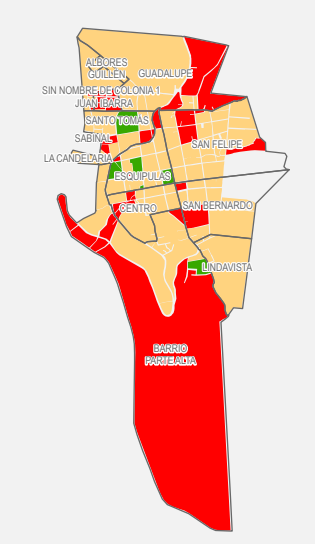 ALBORES
GUILLEN
GUADALUPE
SIN NOMBRE DE COLONIA 1
JUAN IBARRA
SANTO TOMAS
SABINAL
SAN FELIPE
LA CANDELARIA
ESQUIPULAS
CENTRO
SAN BERNARDO
LINDAVISTA
BARRIO
PARTE ALTA